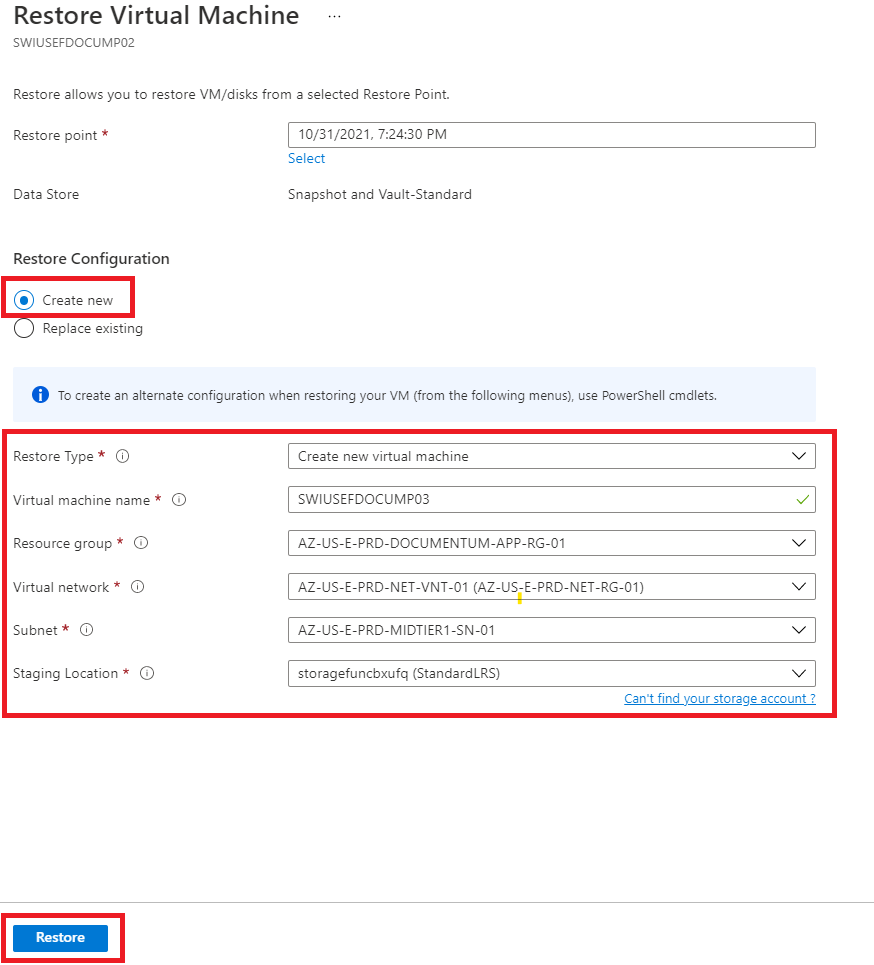 Restore Virtual Machine ...
SWIUSEFDOCUMP02
Restore allows you to restore VM/disks from a selected Restore Point.
Restore point * 10/31/2021, 7:24:30 PM
Select
Data Store Snapshot and Vault-Standard
Restore Configuration
Create new
Replace existing
To create an alternate configuration when restoring your VM (from the following menus), use PowerShell cmdlets.
Restore Type * Create new virtual machine
Virtual machine name * SWIUSEFDOCUMP03
Resource group * AZ-US-E-PRD-DOCUMENTUM-APP-RG-01
Virtual network * AZ-US-E-PRD-NET-VNT-01 (AZ-US-E-PRD-NET-RG-01)
Subnet * AZ-US-E-PRD-MIDTIER1-SN-01
Staging Location * storagefuncbxufq (StandardLRS)
Can't find your storage account ?
Restore